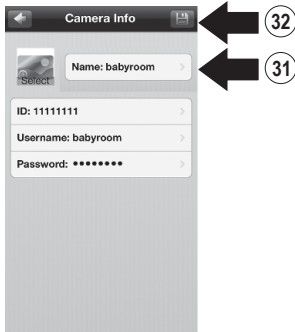 Camera Info
32
Select
Name: babyroom
31
ID: 11111111
Username: babyroom
Password: ••••••••